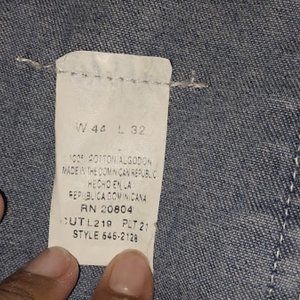 W 44 L 32
100% COTTON/ALGODON
MADE IN THE DOMINICAN REPUBLIC
HECHO EN LA
REPUBLICA DOMINICANA
RN 20804
CUT L219 PLT 21
STYLE 645-2128